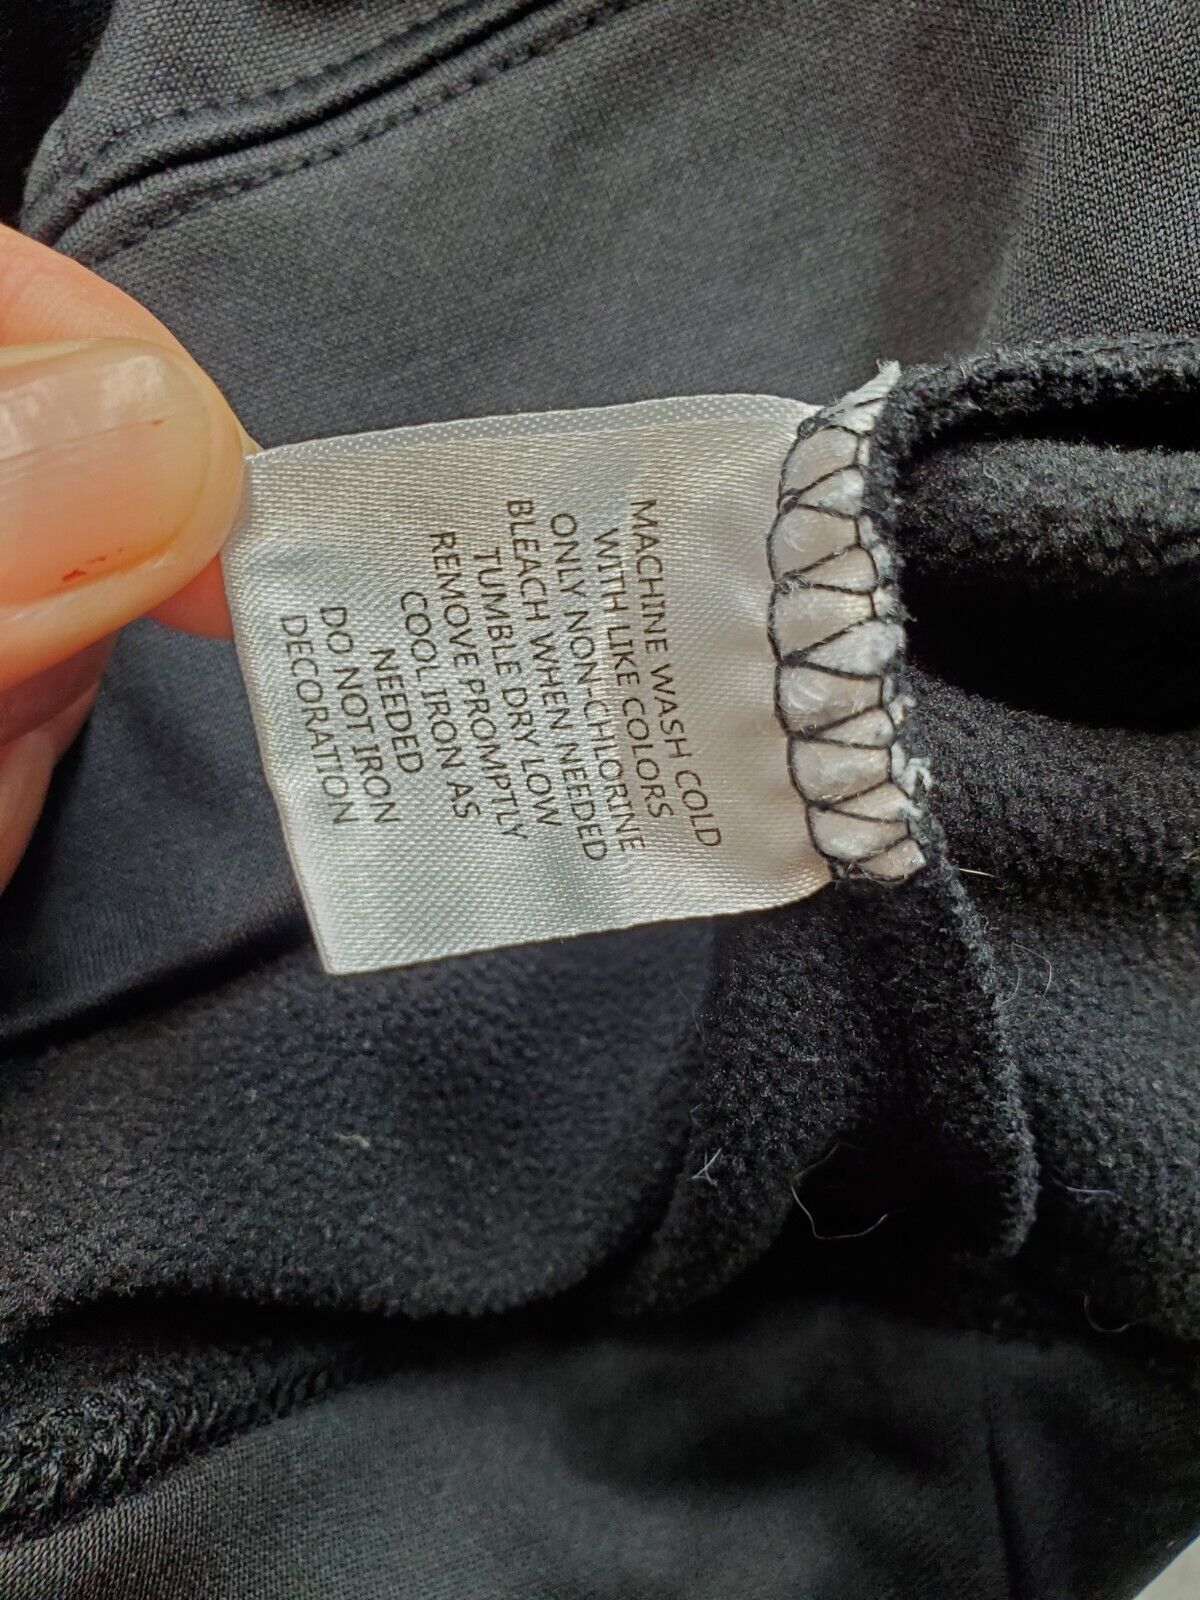 MACHINE WASH COLD
WITH LIKE COLORS
ONLY NON-CHLORINE
BLEACH WHEN NEEDED
TUMBLE DRY LOW
REMOVE PROMPTLY
COOL IRON AS
NEEDED
DO NOT IRON
DECORATION